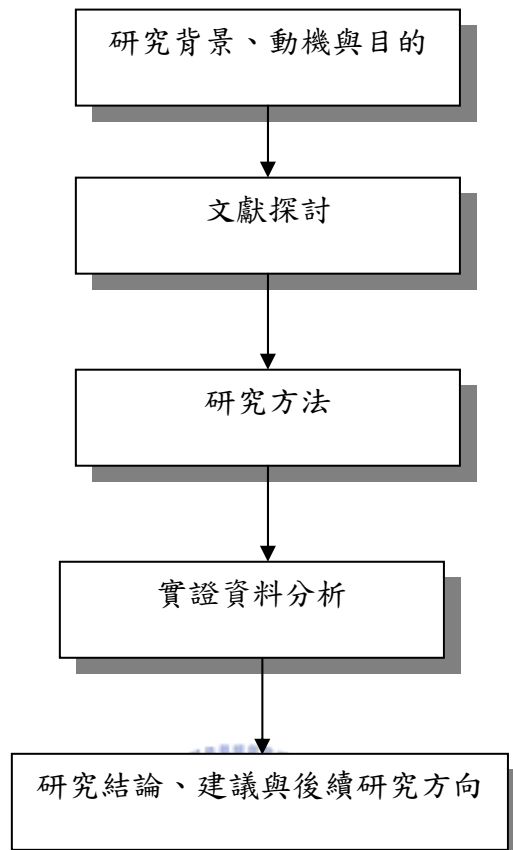 研究背景、動機與目的
文獻探討
研究方法
實證資料分析
研究結論、建議與後續研究方向